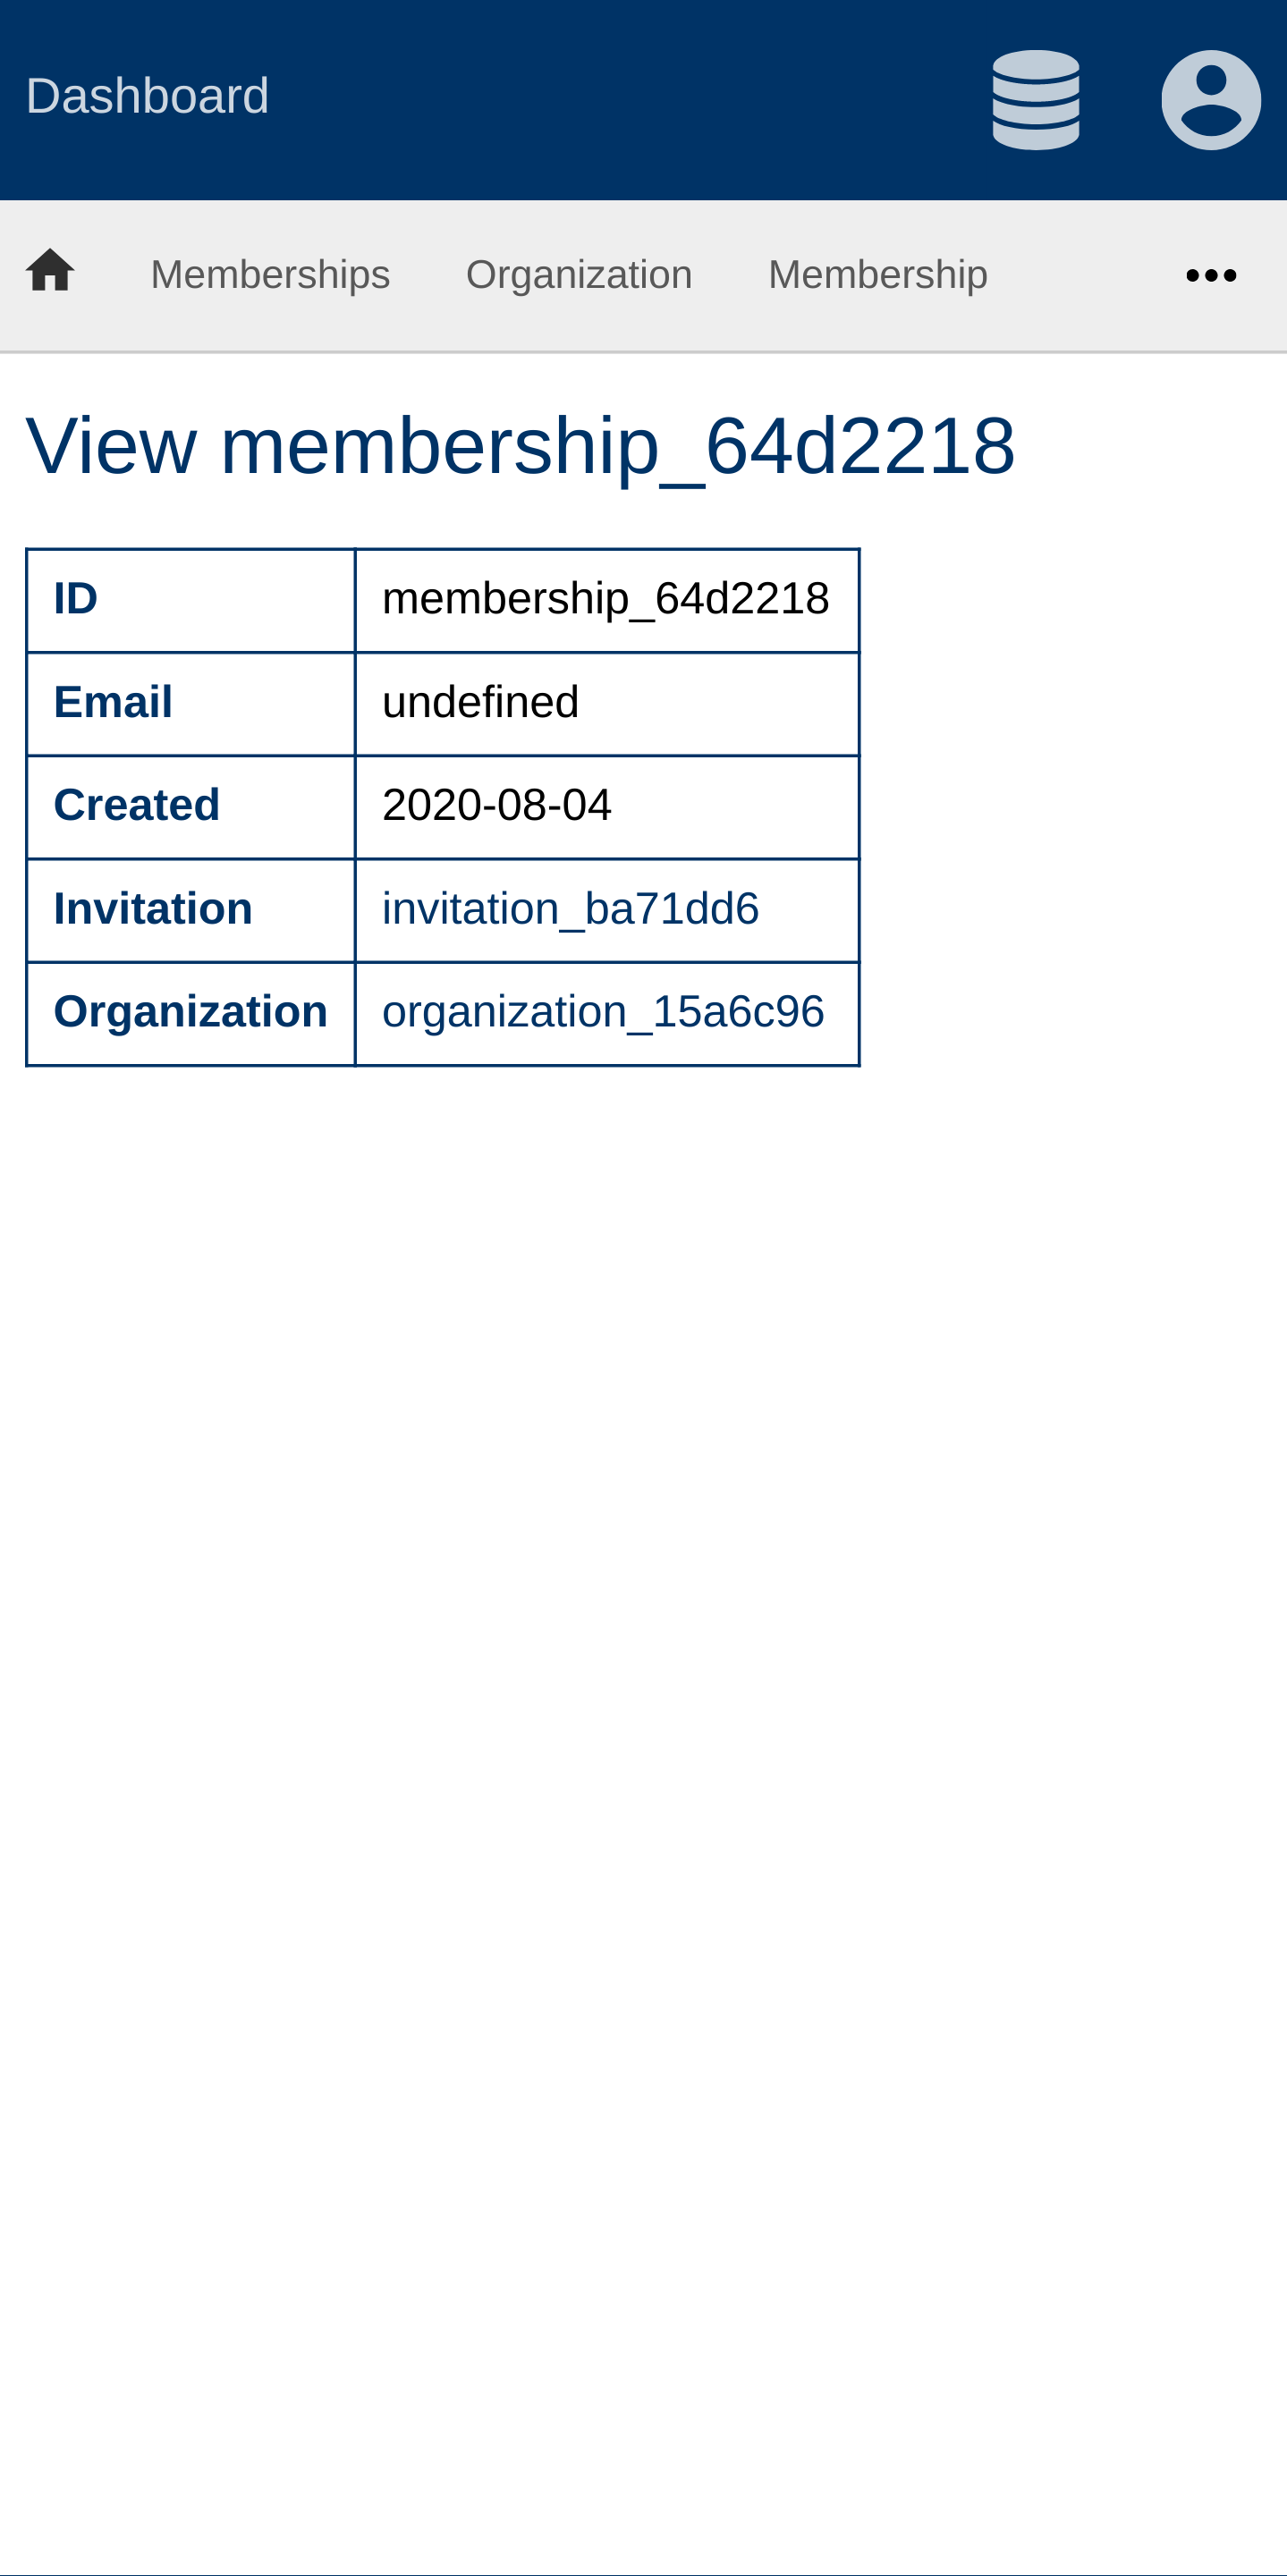 Dashboard
Memberships Organization Membership
View membership_64d2218
ID membership_64d2218
Email undefined
Created 2020-08-04
Invitation invitation_ba71dd6
Organization organization_15a6c96